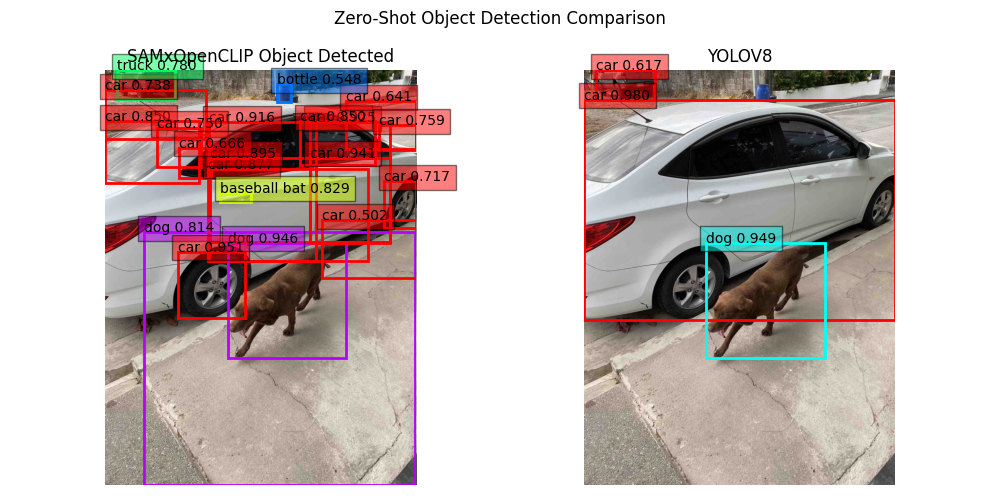 Zero-Shot Object Detection Comparison
SAMxOpenCLIP Object Detected
truck 0.780
car 0.738
bottle 0.548
car 0.641
car 0.850
car 0.750
car 0.916
car 0.850
car 0.759
car 0.666
car 0.895
car 0.941
car 0.877
car 0.717
baseball bat 0.829
car 0.502
dog 0.814
dog 0.946
car 0.951
YOLOV8
car 0.617
car 0.980
dog 0.949